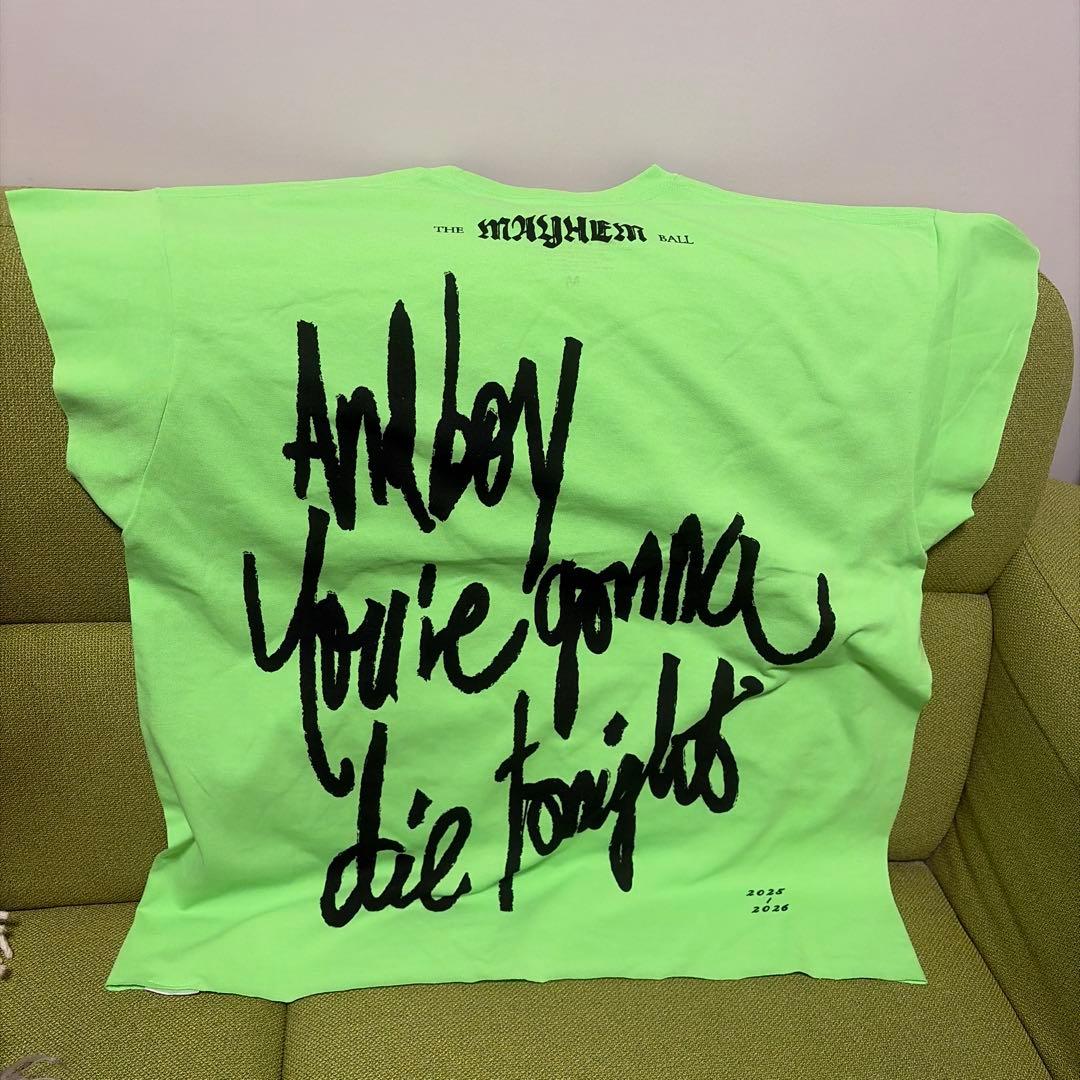 THE MAYHEM BALL
And boy
You're gonna
die tonight
2025
/
2026